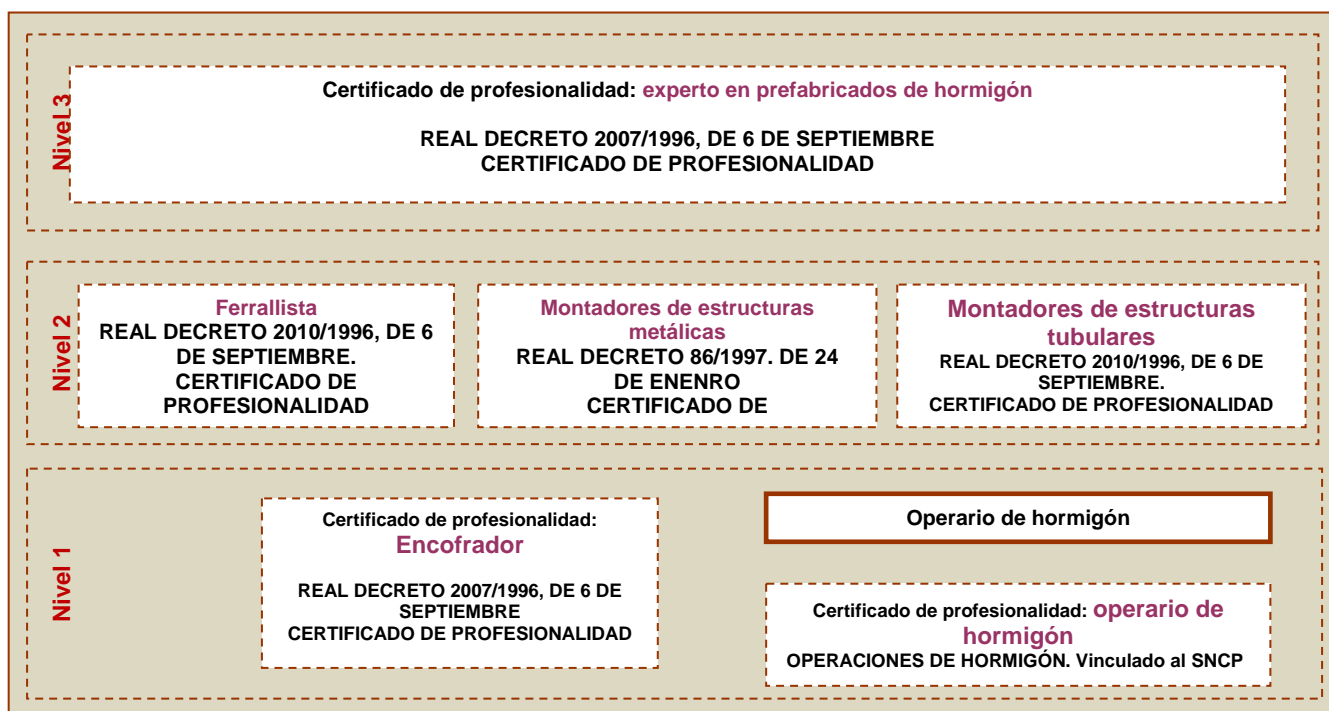 Nivel 3
Certificado de profesionalidad: experto en prefabricados de hormigón
REAL DECRETO 2007/1996, DE 6 DE SEPTIEMBRE
CERTIFICADO DE PROFESIONALIDAD
Nivel 2
Ferrallista
REAL DECRETO 2010/1996, DE 6
DE SEPTIEMBRE.
CERTIFICADO DE
PROFESIONALIDAD
Montadores de estructuras
metálicas
REAL DECRETO 86/1997. DE 24
DE ENENRO
CERTIFICADO DE
Montadores de estructuras
tubulares
REAL DECRETO 2010/1996, DE 6 DE
SEPTIEMBRE.
CERTIFICADO DE PROFESIONALIDAD
Nivel 1
Certificado de profesionalidad:
Encofrador
REAL DECRETO 2007/1996, DE 6 DE
SEPTIEMBRE
CERTIFICADO DE PROFESIONALIDAD
Operario de hormigón
Certificado de profesionalidad: operario de
hormigón
OPERACIONES DE HORMIGÓN. Vinculado al SNCP